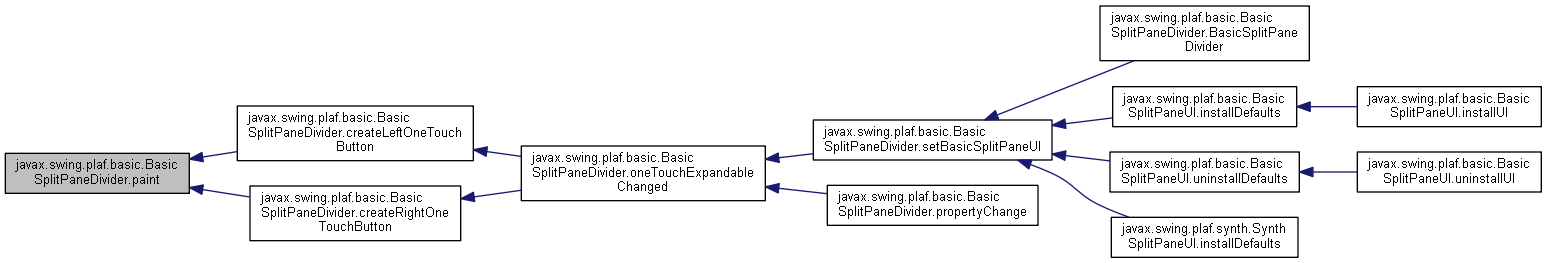 javax.swing.plaf.basic.Basic
SplitPaneDivider.paint
javax.swing.plaf.basic.Basic
SplitPaneDivider.createLeftOneTouch
Button
javax.swing.plaf.basic.Basic
SplitPaneDivider.createRightOne
TouchButton
javax.swing.plaf.basic.Basic
SplitPaneDivider.oneTouchExpandable
Changed
javax.swing.plaf.basic.Basic
SplitPaneDivider.setBasicSplitPaneUI
javax.swing.plaf.basic.Basic
SplitPaneDivider.propertyChange
javax.swing.plaf.basic.Basic
SplitPaneDivider.BasicSplitPane
Divider
javax.swing.plaf.basic.Basic
SplitPaneUI.installDefaults
javax.swing.plaf.basic.Basic
SplitPaneUI.installUI
javax.swing.plaf.basic.Basic
SplitPaneUI.uninstallDefaults
javax.swing.plaf.basic.Basic
SplitPaneUI.uninstallUI
javax.swing.plaf.synth.Synth
SplitPaneUI.installDefaults